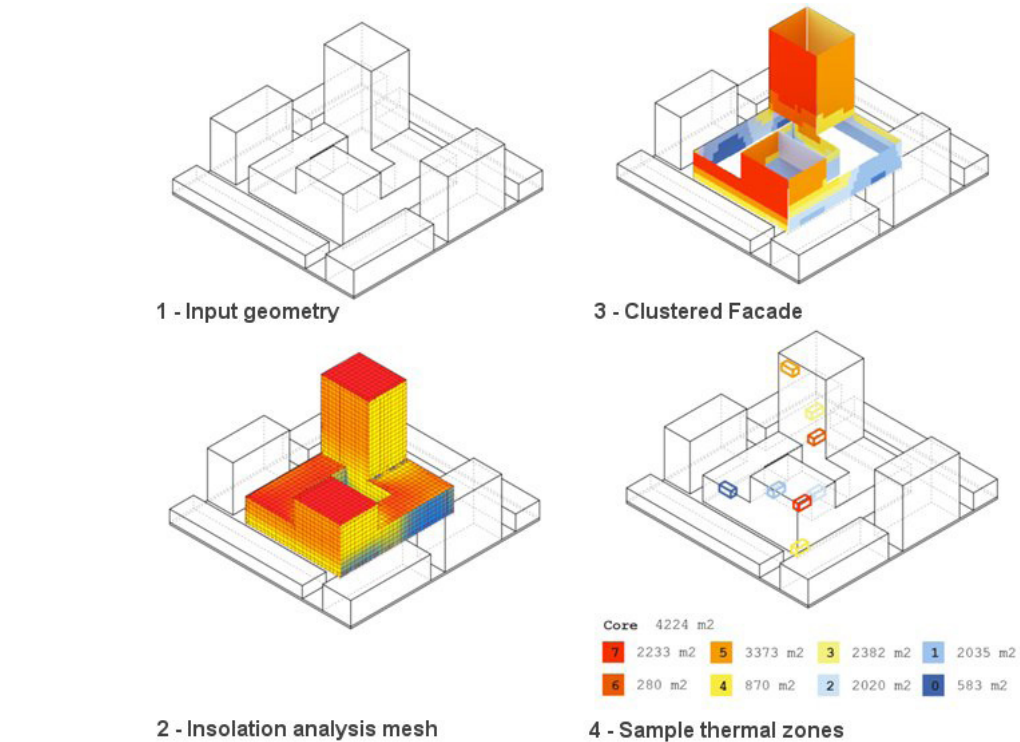 1 - Input geometry
3 - Clustered Facade
Core 4224 m2
7 2233 m2 5 3373 m2 3 2382 m2 1 2035 m2
6 280 m2 4 870 m2 2 2020 m2 0 583 m2
2 - Insolation analysis mesh
4 - Sample thermal zones